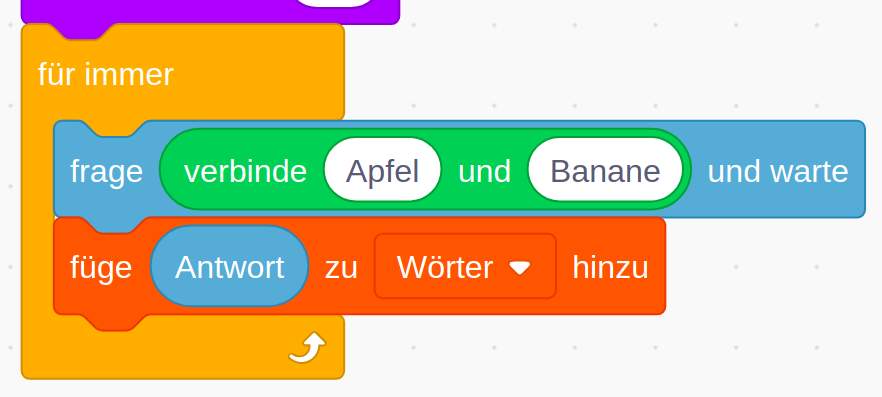 für immer
frage verbinde Apfel und Banane und warte
füge Antwort zu Wörter hinzu